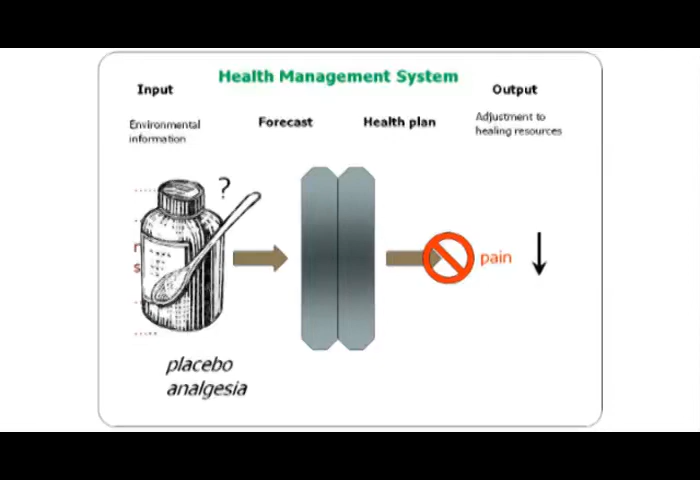 Health Management System
Input
Output
Environmental
information
Forecast
Health plan
Adjustment to
healing resources
?
pain
placebo
analgesia